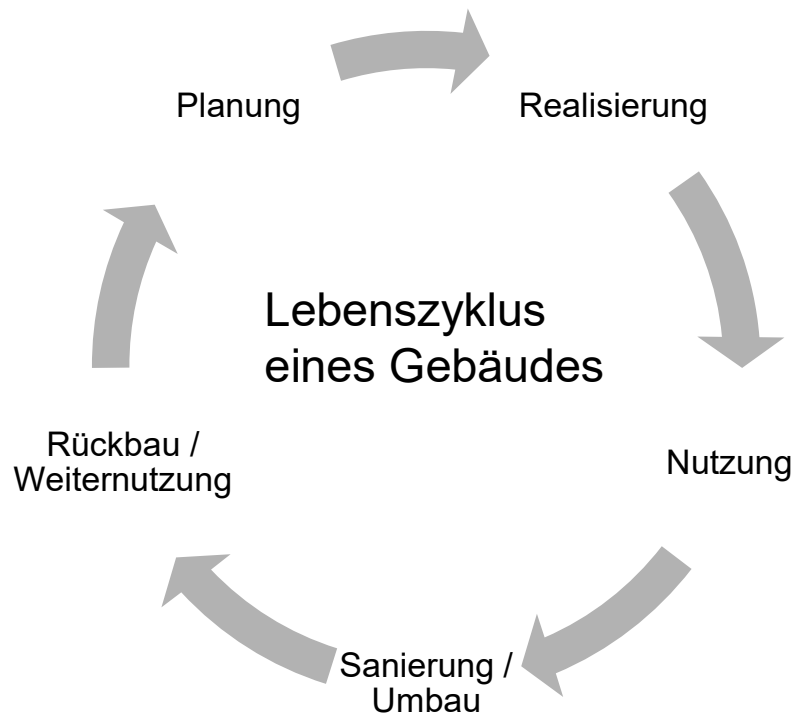 Planung
Realisierung
Lebenszyklus
eines Gebäudes
Rückbau /
Weiternutzung
Nutzung
Sanierung /
Umbau